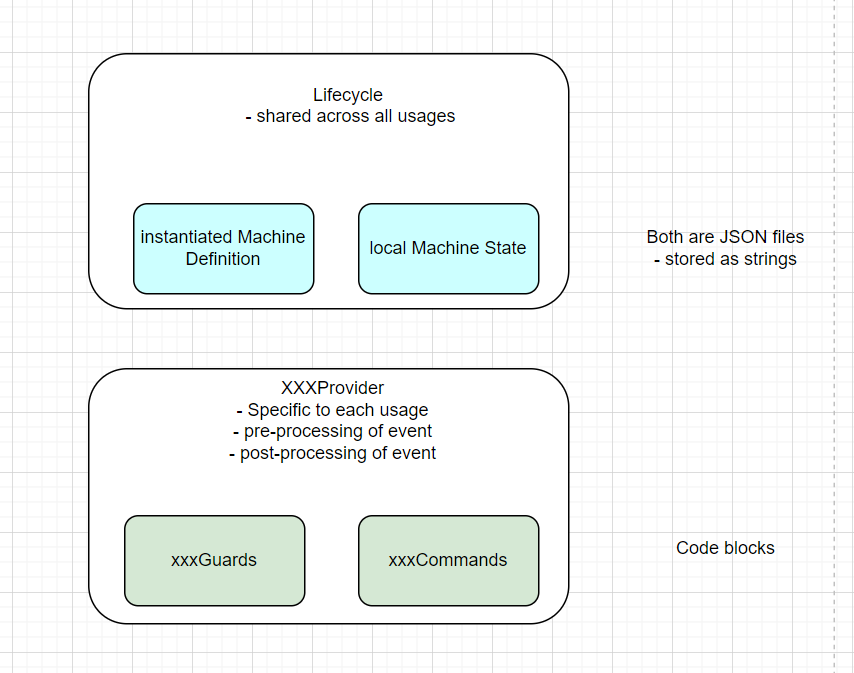 Lifecycle
- shared across all usages
instantiated Machine
Definition
local Machine State
Both are JSON files
- stored as strings
XXXProvider
- Specific to each usage
- pre-processing of event
- post-processing of event
xxxGuards
xxxCommands
Code blocks